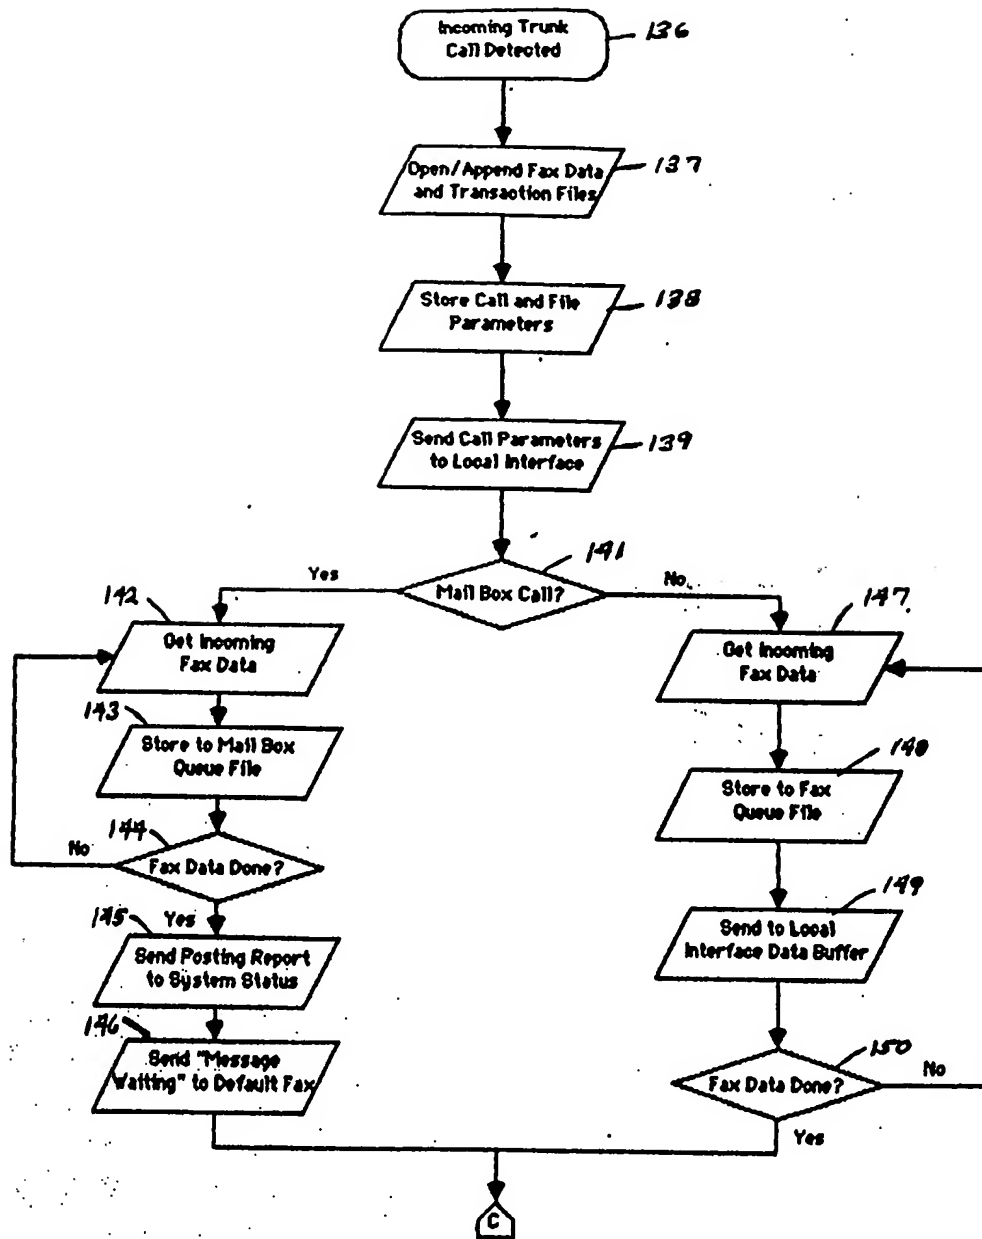 Incoming Trunk
Call Detected
136
Open/Append Fax Data
and Transaction Files
137
Store Call and File
Parameters
138
Send Call Parameters
to Local Interface
139
141
Mail Box Call?
Yes
No
142
Get Incoming
Fax Data
143
Store to Mail Box
Queue File
144
Fax Data Done?
No
Yes
145
Send Posting Report
to System Status
146
Send "Message
Waiting" to Default Fax
147
Get Incoming
Fax Data
148
Store to Fax
Queue File
149
Send to Local
Interface Data Buffer
150
Fax Data Done?
No
Yes
C